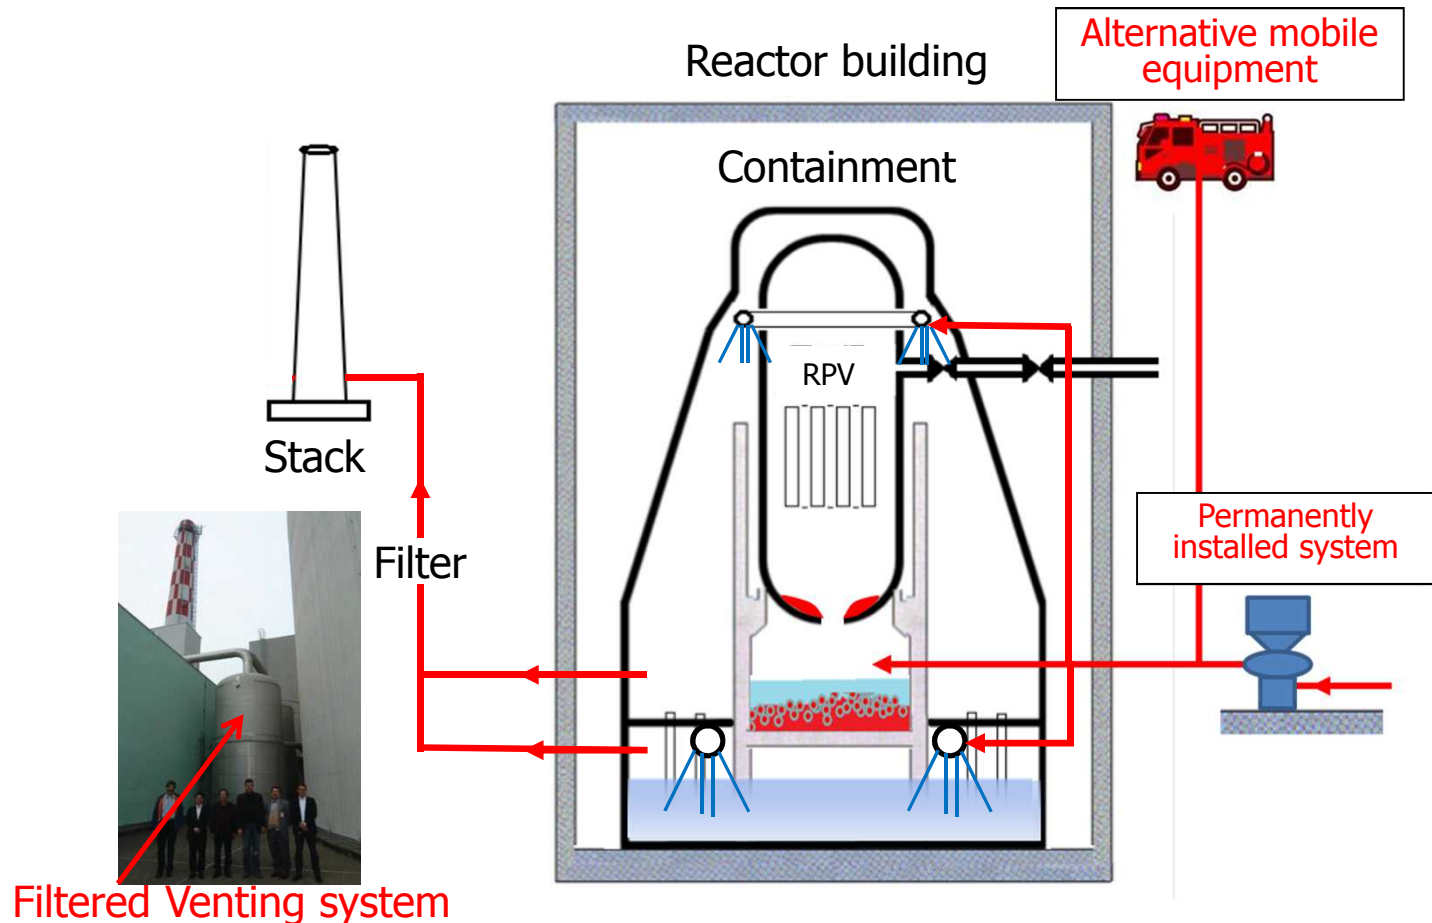 Alternative mobile
equipment
Reactor building
Containment
RPV
Stack
Permanently
installed system
Filter
Filtered Venting system